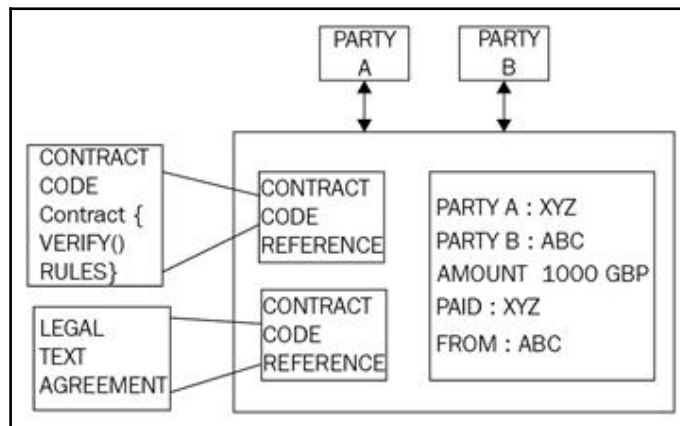 PARTY
A
PARTY
B
CONTRACT
CODE
Contract {
VERIFY()
RULES}
CONTRACT
CODE
REFERENCE
PARTY A : XYZ
PARTY B : ABC
AMOUNT 1000 GBP
PAID : XYZ
FROM : ABC
LEGAL
TEXT
AGREEMENT
CONTRACT
CODE
REFERENCE